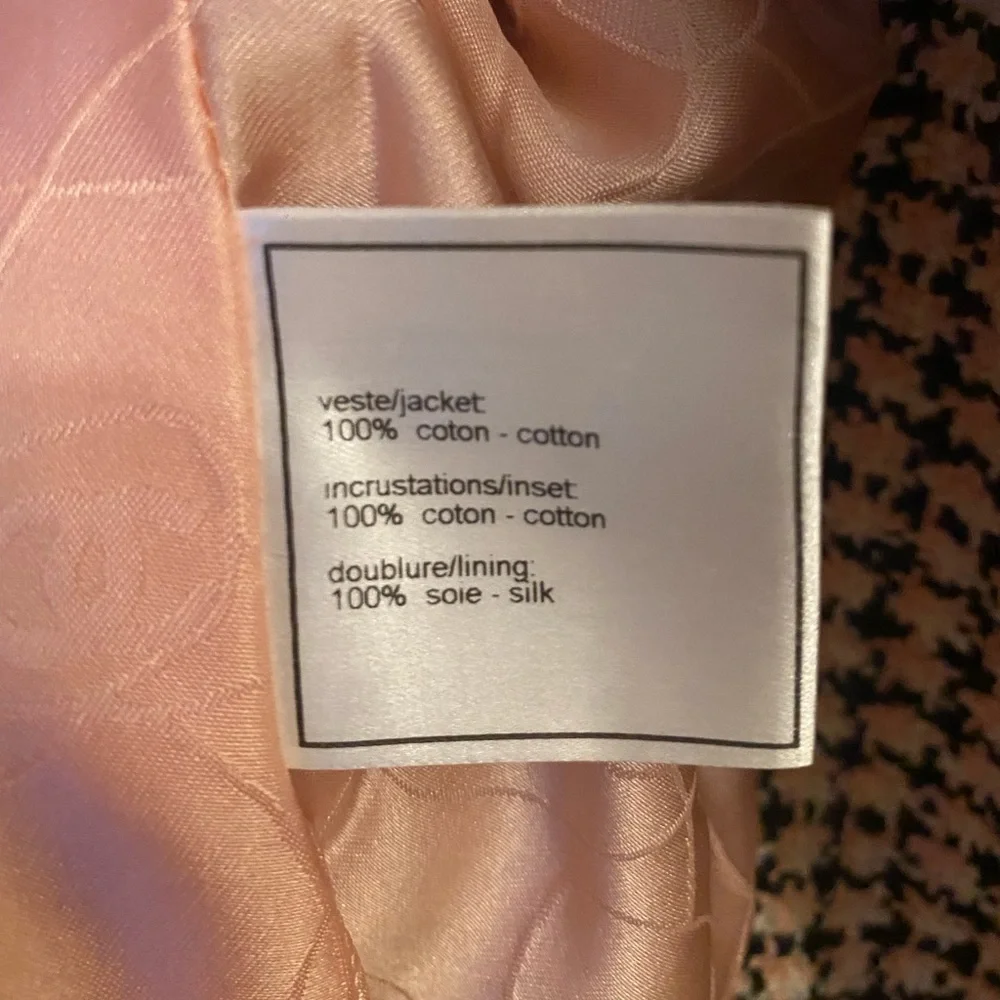 veste/jacket:
100% coton - cotton
incrustations/inset:
100% coton - cotton
doublure/lining:
100% soie - silk